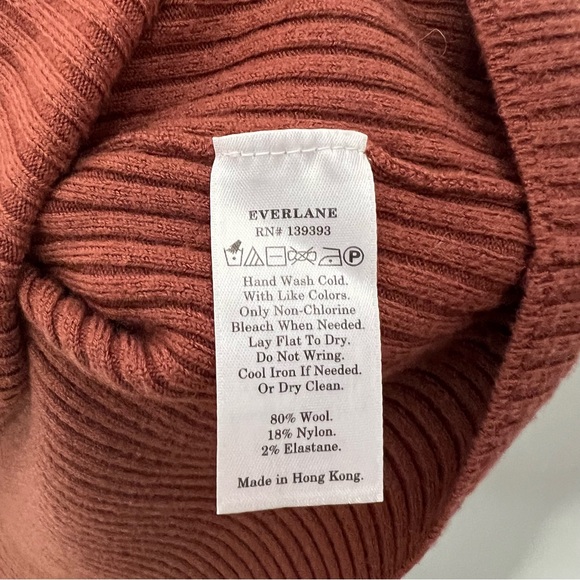 EVERLANE
RN# 139393
P
Hand Wash Cold.
With Like Colors.
Only Non-Chlorine
Bleach When Needed.
Lay Flat To Dry.
Do Not Wring.
Cool Iron If Needed.
Or Dry Clean.
80% Wool.
18% Nylon.
2% Elastane.
Made in Hong Kong.